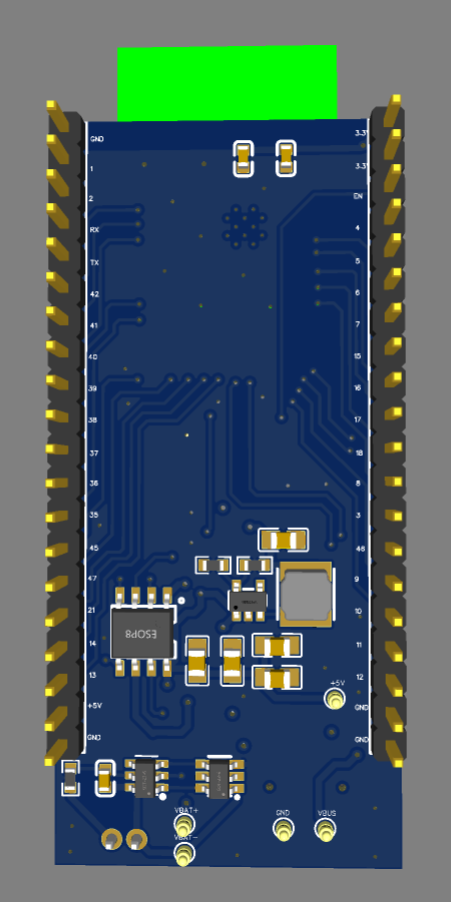 GND
1
2
RX
TX
42
41
40
39
38
37
36
35
45
47
21
14
13
+5V
GND
3.3V
3.3V
EN
4
5
6
7
15
16
17
18
8
3
46
9
10
11
12
GND
GND
ESOP8
+5V
VBAT+
VBAT-
GND
VBUS